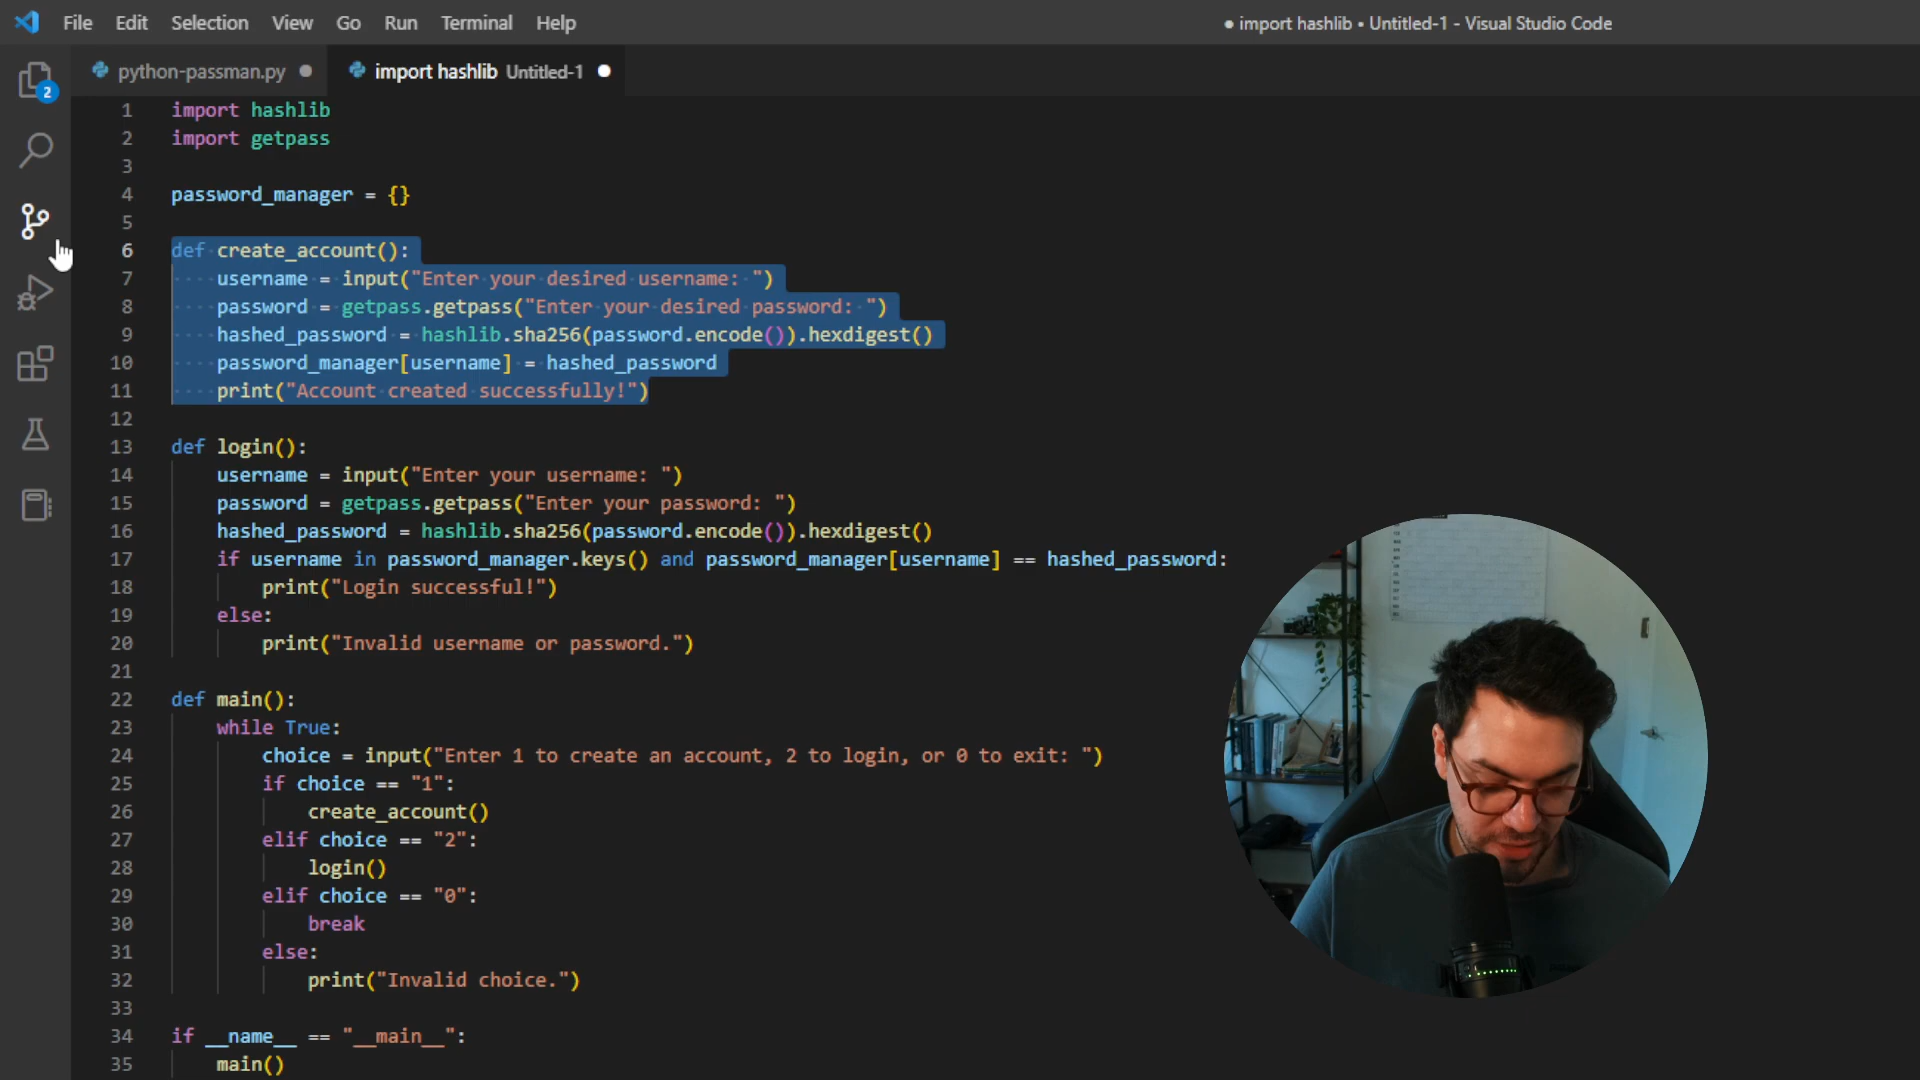 File Edit Selection View Go Run Terminal Help
● import hashlib • Untitled-1 - Visual Studio Code
2
python-passman.py ●
import hashlib Untitled-1 ●
1 import hashlib
2 import getpass
3
4 password_manager = {}
5
6 def create_account():
7     username = input("Enter your desired username: ")
8     password = getpass.getpass("Enter your desired password: ")
9     hashed_password = hashlib.sha256(password.encode()).hexdigest()
10     password_manager[username] = hashed_password
11     print("Account created successfully!")
12
13 def login():
14     username = input("Enter your username: ")
15     password = getpass.getpass("Enter your password: ")
16     hashed_password = hashlib.sha256(password.encode()).hexdigest()
17     if username in password_manager.keys() and password_manager[username] == hashed_password:
18         print("Login successful!")
19     else:
20         print("Invalid username or password.")
21
22 def main():
23     while True:
24         choice = input("Enter 1 to create an account, 2 to login, or 0 to exit: ")
25         if choice == "1":
26             create_account()
27         elif choice == "2":
28             login()
29         elif choice == "0":
30             break
31         else:
32             print("Invalid choice.")
33
34 if __name__ == "__main__":
35     main()